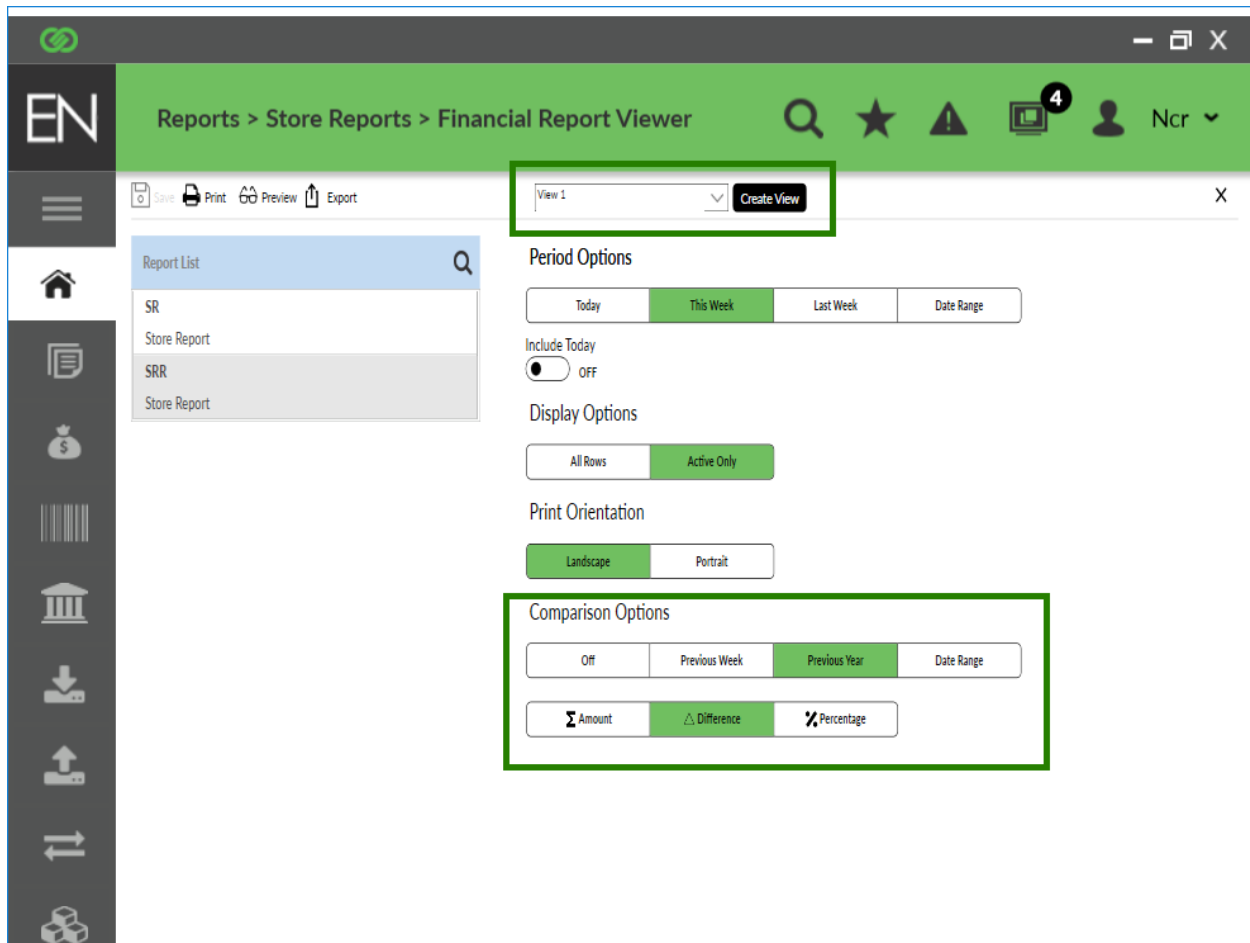 EN
Reports > Store Reports > Financial Report Viewer
4
Ncr
Save Print Preview Export
View 1
Create View
X
Report List
SR
Store Report
SRR
Store Report
Period Options
Today This Week Last Week Date Range
Include Today
OFF
Display Options
All Rows Active Only
Print Orientation
Landscape Portrait
Comparison Options
Off Previous Week Previous Year Date Range
Σ Amount △ Difference % Percentage